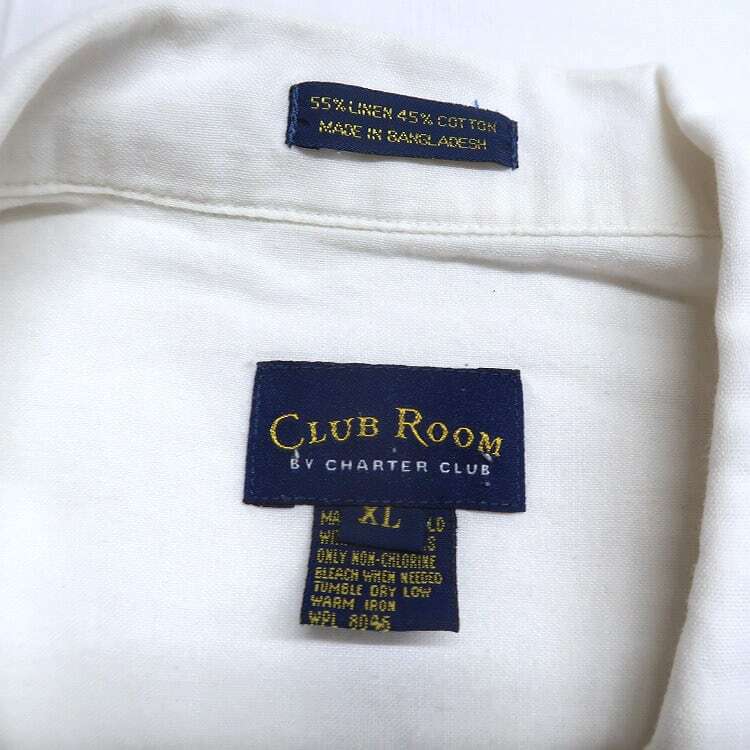 55% LINEN 45% COTTON
MADE IN BANGLADESH
CLUB ROOM
BY CHARTER CLUB
XL
ONLY NON-CHLORINE
BLEACH WHEN NEEDED
TUMBLE DRY LOW
WARM IRON
WPL 8046